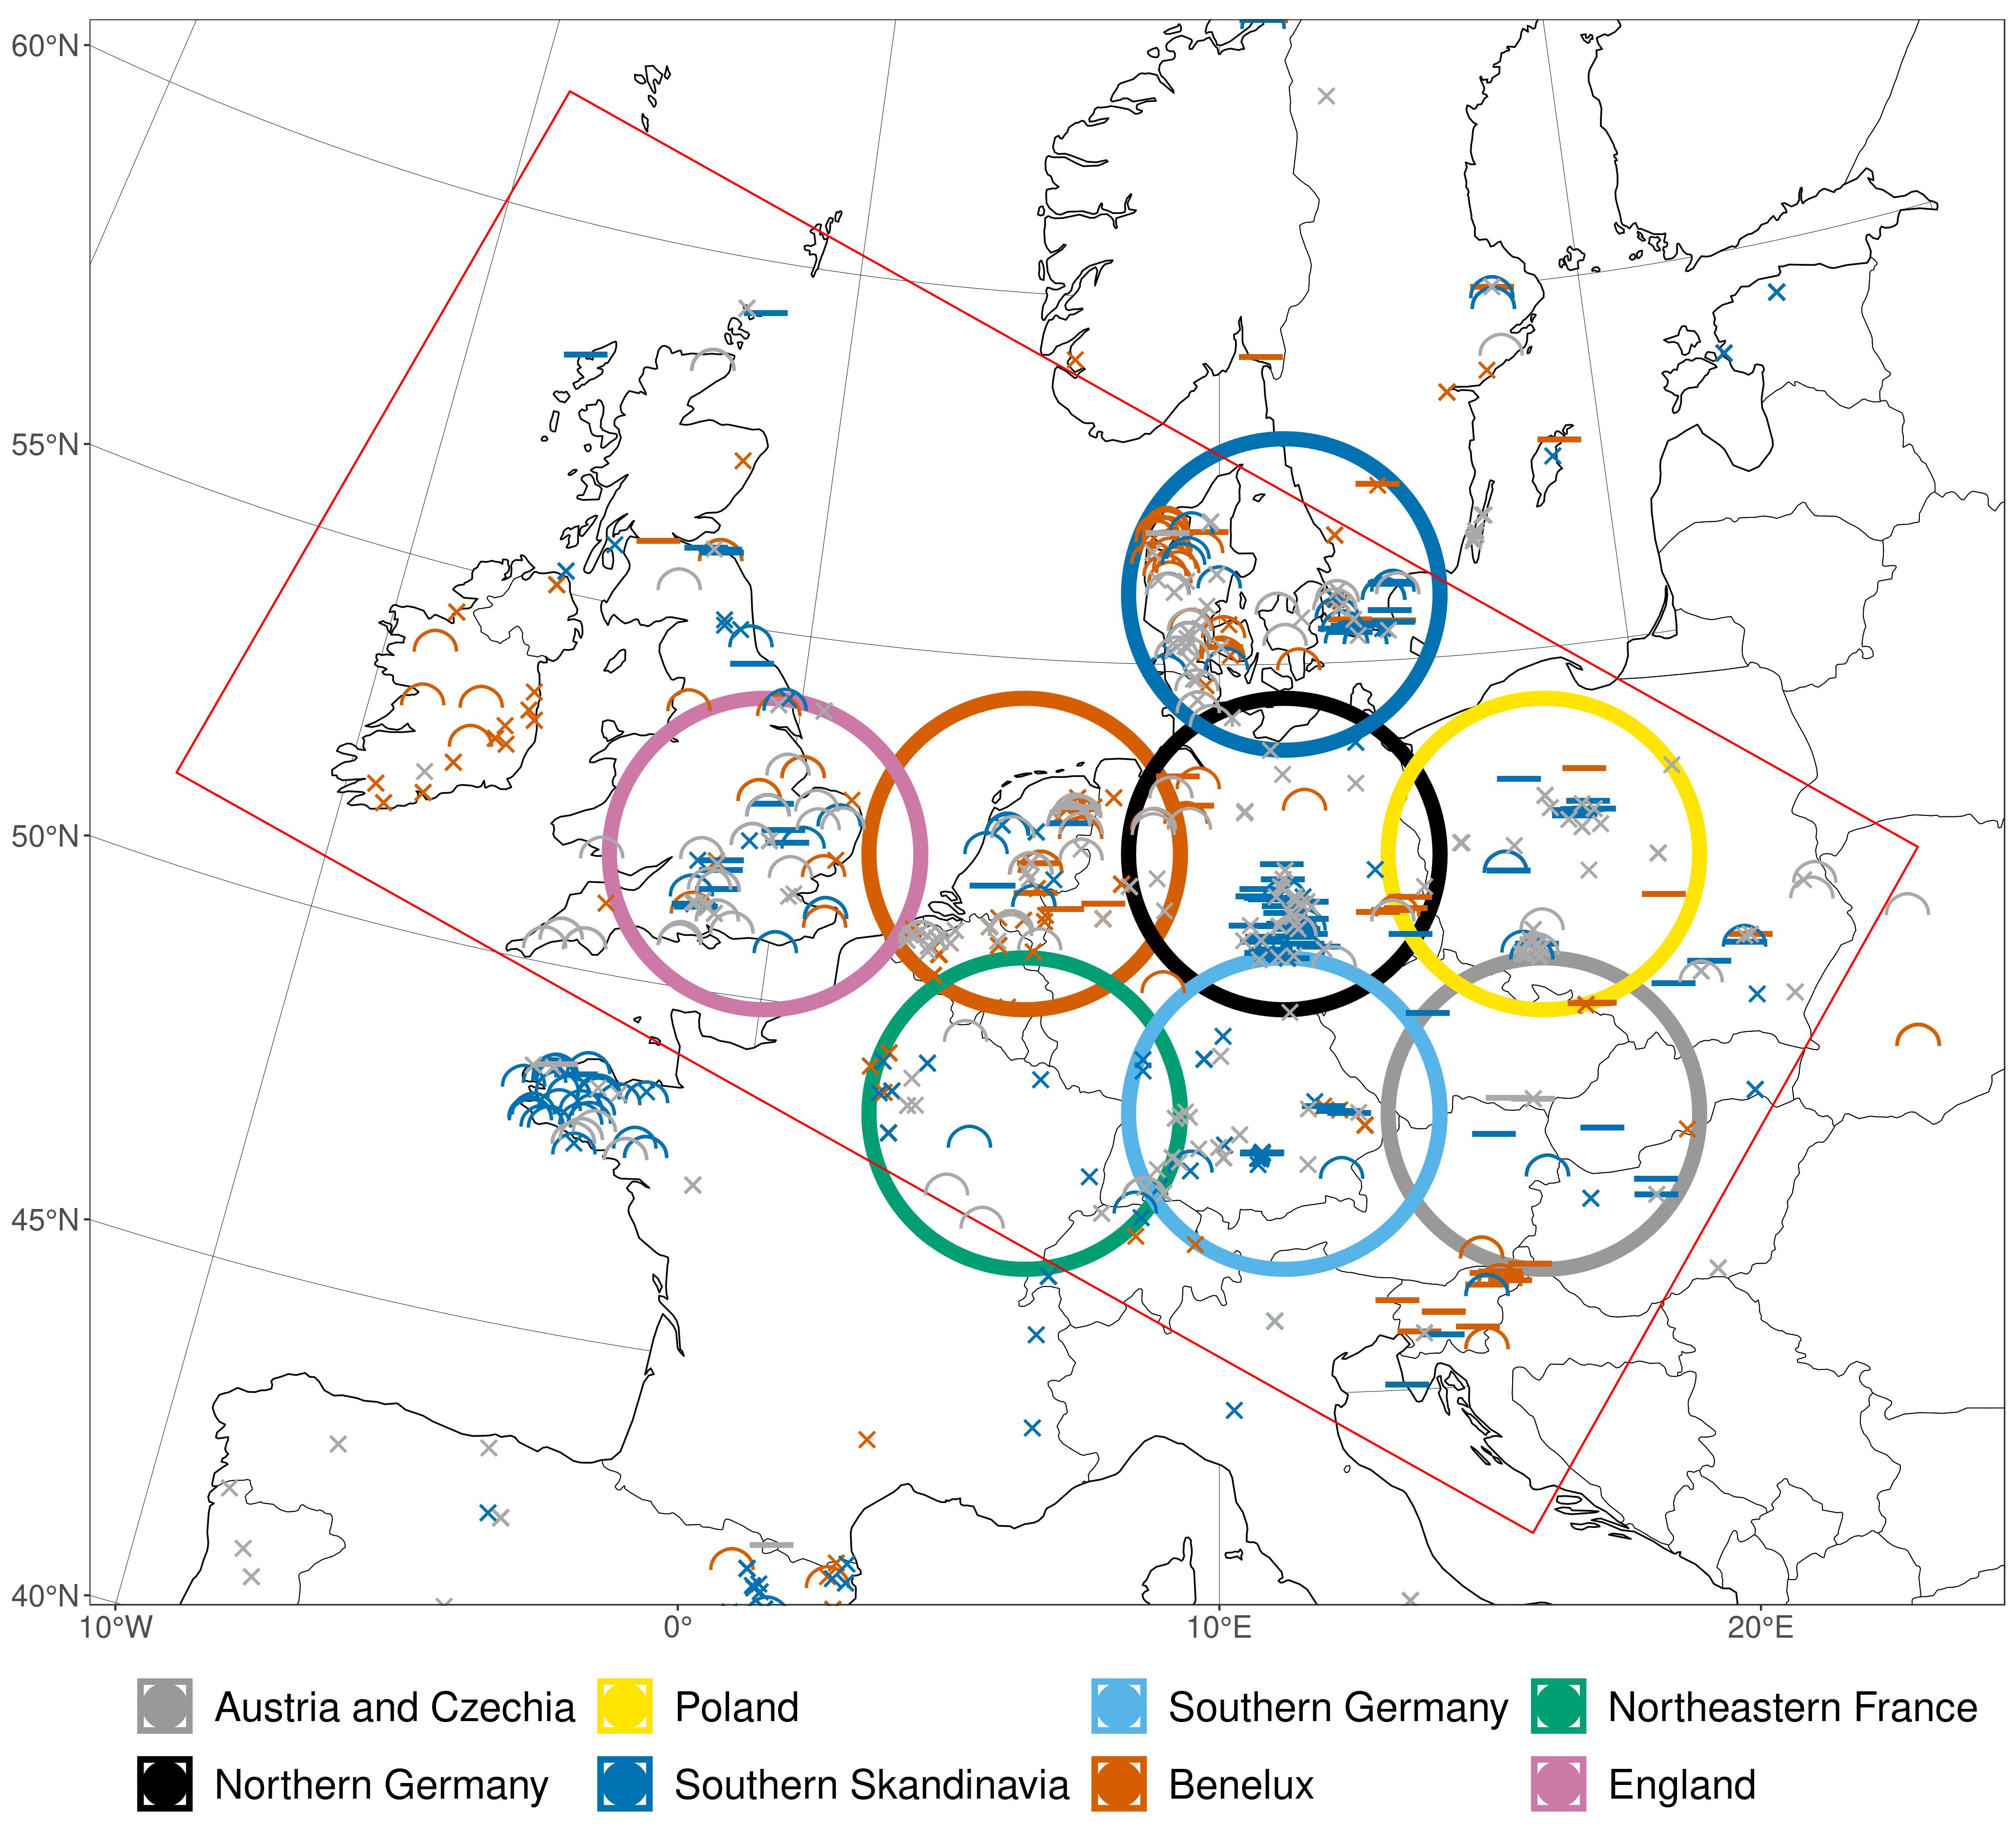 60°N
55°N
50°N
45°N
40°N
10°W 0° 10°E 20°E
Austria and Czechia Poland Southern Germany Northeastern France
Northern Germany Southern Skandinavia Benelux England